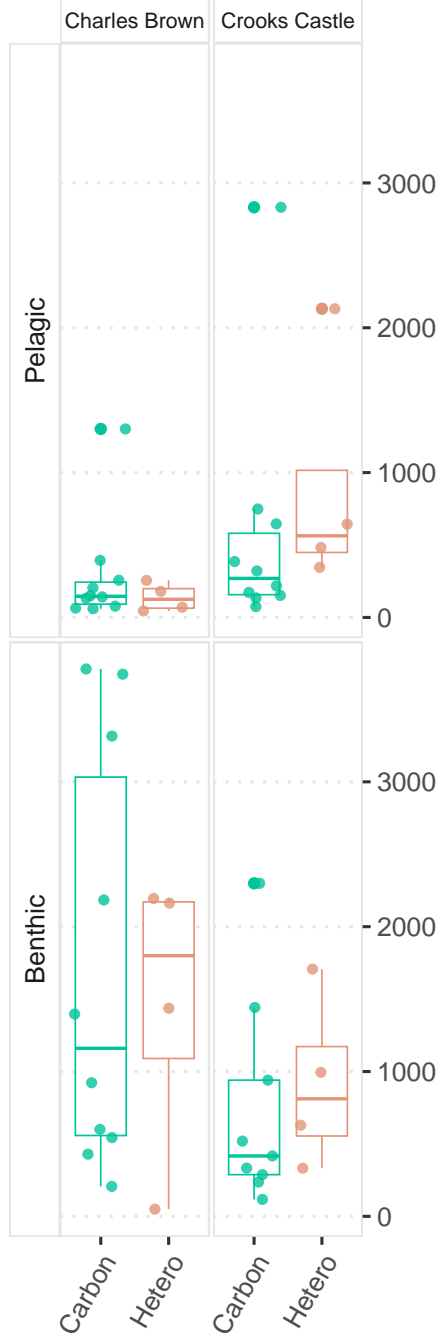 Charles Brown Crooks Castle
Pelagic
3000
2000
1000
0
Benthic
3000
2000
1000
0
Carbon Hetero Carbon Hetero